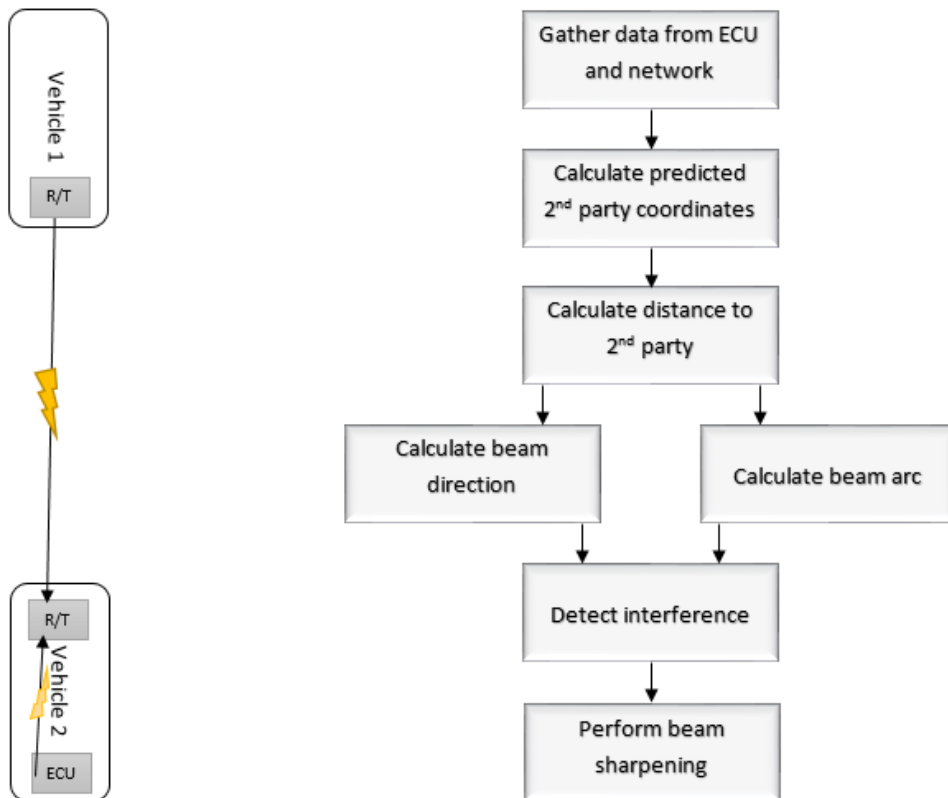 Vehicle 1
R/T
R/T
Vehicle 2
ECU
Gather data from ECU
and network
Calculate predicted
2nd party coordinates
Calculate distance to
2nd party
Calculate beam
direction
Calculate beam arc
Detect interference
Perform beam
sharpening